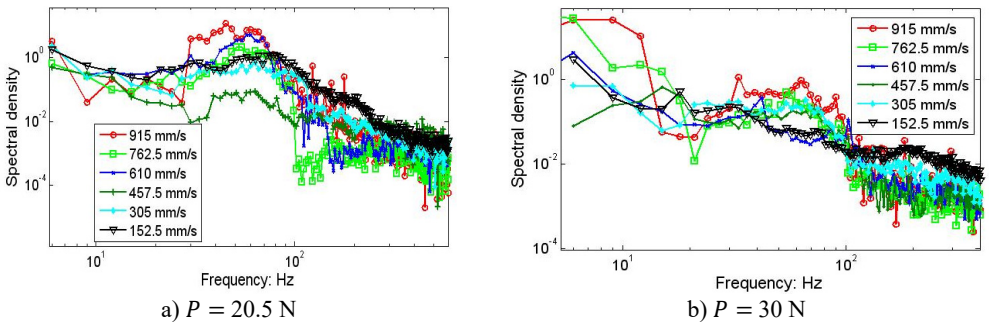 a)
Spectral density
10^0
10^-2
10^-4
915 mm/s
762.5 mm/s
610 mm/s
457.5 mm/s
305 mm/s
152.5 mm/s
10^1
10^2
Frequency: Hz
a) P = 20.5 N
b)
Spectral density
10^2
10^0
10^-2
10^-4
915 mm/s
762.5 mm/s
610 mm/s
457.5 mm/s
305 mm/s
152.5 mm/s
10^1
10^2
Frequency: Hz
b) P = 30 N